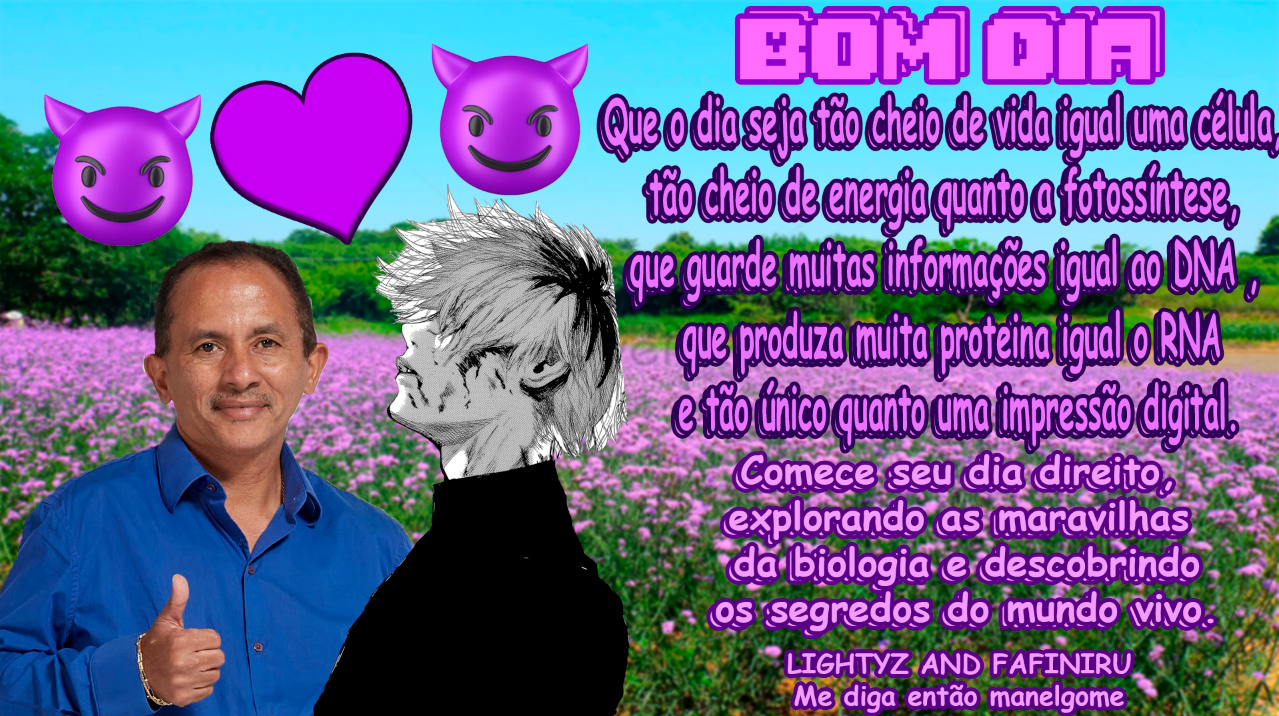 BOM DIA
Que o dia seja tão cheio de vida igual uma célula,
tão cheio de energia quanto a fotossíntese,
que guarde muitas informações igual ao DNA ,
que produza muita proteina igual o RNA
e tão único quanto uma impressão digital.
Comece seu dia direito,
explorando as maravilhas
da biologia e descobrindo
os segredos do mundo vivo.
LIGHTYZ AND FAFINIRU
Me diga então manelgome